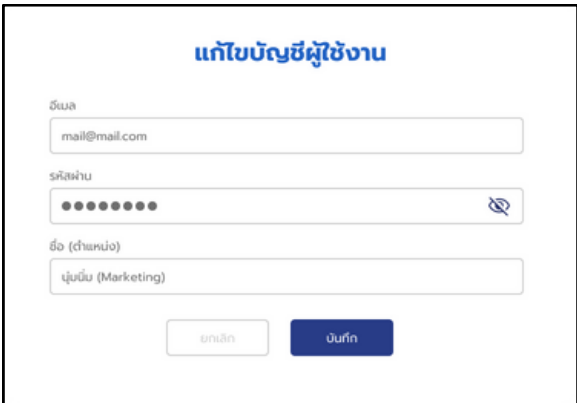 แก้ไขบัญชีผู้ใช้งาน
อีเมล
mail@mail.com
รหัสผ่าน
●●●●●●●●
ชื่อ (ตำแหน่ง)
นุ่มนิ่ม (Marketing)
ยกเลิก บันทึก